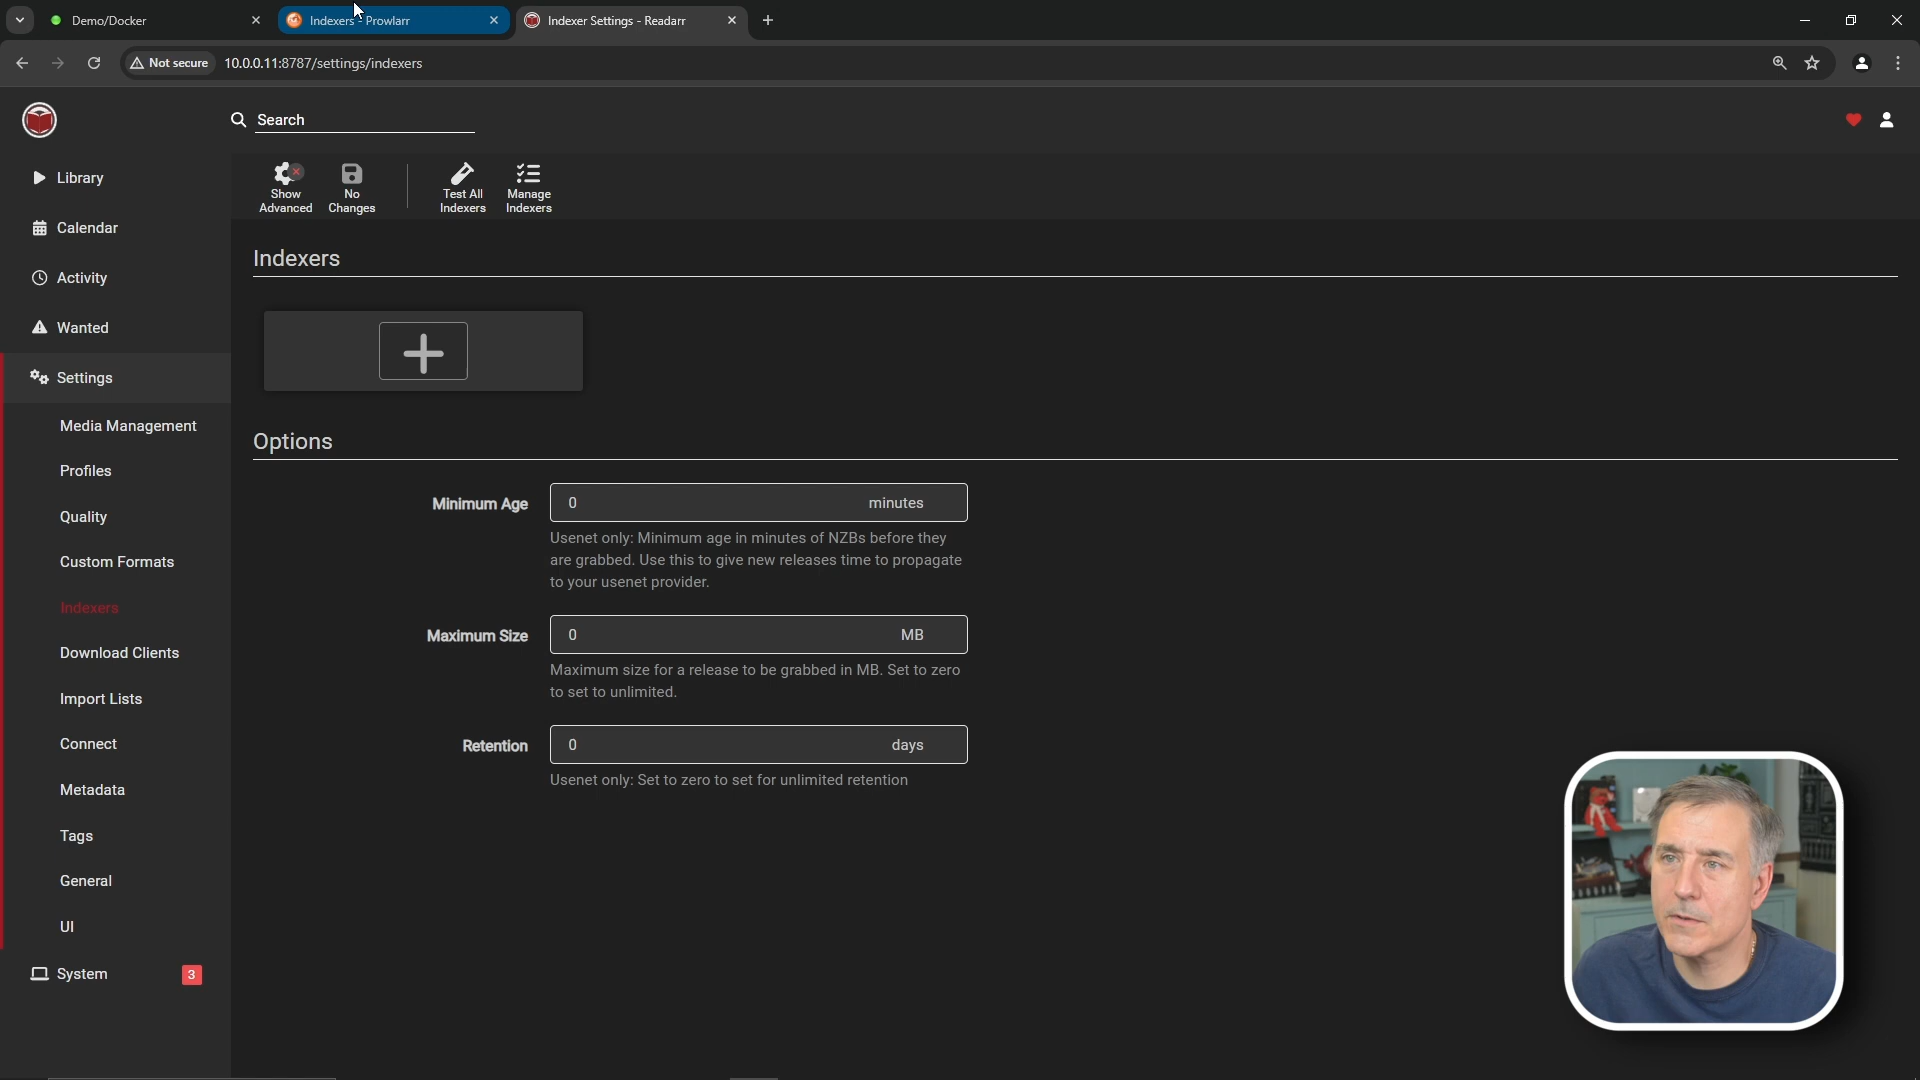 Demo/Docker
Indexers - Prowlarr
Indexer Settings - Readarr
Not secure
10.0.0.11:8787/settings/indexers
Search
Library
Calendar
Activity
Wanted
Settings
Media Management
Profiles
Quality
Custom Formats
Indexers
Download Clients
Import Lists
Connect
Metadata
Tags
General
UI
System
3
Show
Advanced
No
Changes
Test All
Indexers
Manage
Indexers
Indexers
Options
Minimum Age
0
minutes
Usenet only: Minimum age in minutes of NZBs before they
are grabbed. Use this to give new releases time to propagate
to your usenet provider.
Maximum Size
0
MB
Maximum size for a release to be grabbed in MB. Set to zero
to set to unlimited.
Retention
0
days
Usenet only: Set to zero to set for unlimited retention